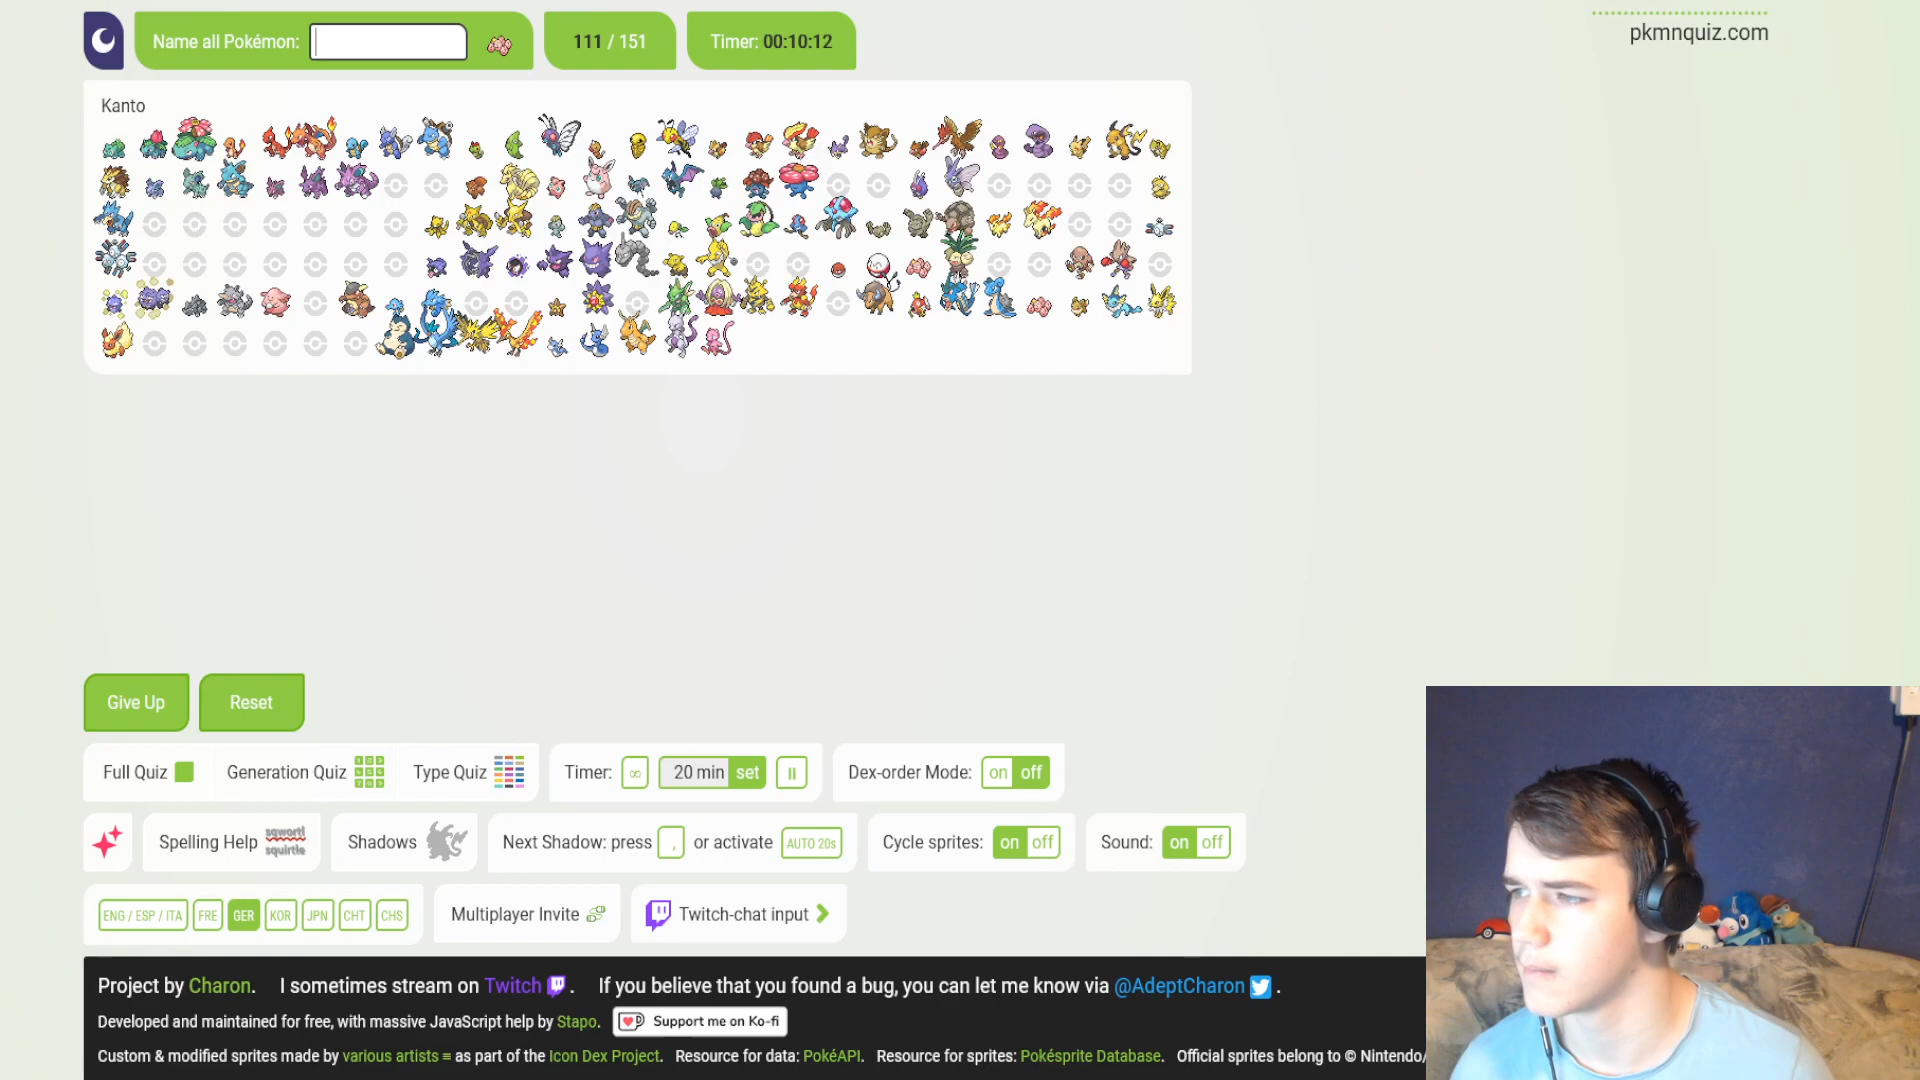 Name all Pokémon:
111 / 151
Timer: 00:10:12
pkmnquiz.com
Kanto
Give Up
Reset
Full Quiz
Generation Quiz
Type Quiz
Timer: ∞ 20 min set
Dex-order Mode: on off
Spelling Help sqwortl squirtle
Shadows
Next Shadow: press , or activate AUTO 20s
Cycle sprites: on off
Sound: on off
ENG / ESP / ITA FRE GER KOR JPN CHT CHS
Multiplayer Invite
Twitch-chat input
Project by Charon. I sometimes stream on Twitch . If you believe that you found a bug, you can let me know via @AdeptCharon .
Developed and maintained for free, with massive JavaScript help by Stapo. Support me on Ko-fi
Custom & modified sprites made by various artists ≡ as part of the Icon Dex Project. Resource for data: PokéAPI. Resource for sprites: Pokésprite Database. Official sprites belong to © Nintendo/